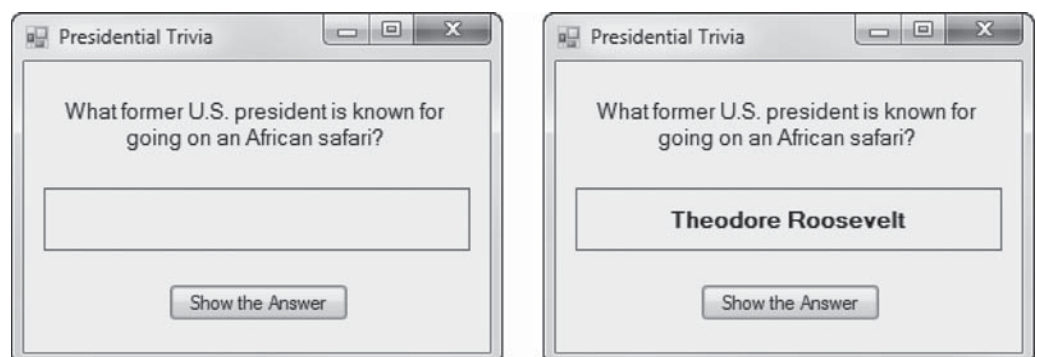 Presidential Trivia
What former U.S. president is known for
going on an African safari?
Show the Answer
Presidential Trivia
What former U.S. president is known for
going on an African safari?
Theodore Roosevelt
Show the Answer